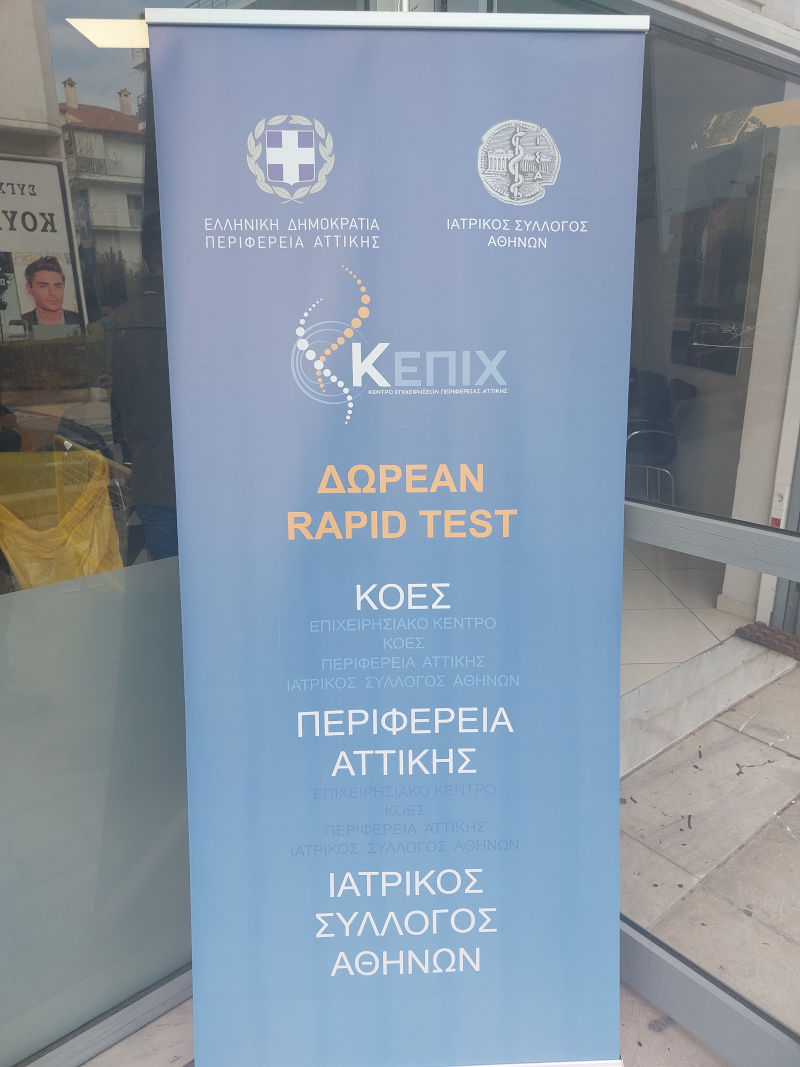 ΕΛΛΗΝΙΚΗ ΔΗΜΟΚΡΑΤΙΑ
ΠΕΡΙΦΕΡΕΙΑ ΑΤΤΙΚΗΣ
ΙΑΤΡΙΚΟΣ ΣΥΛΛΟΓΟΣ
ΑΘΗΝΩΝ
ΚΕΠΙΧ
ΚΕΝΤΡΟ ΕΠΙΧΕΙΡΗΣΕΩΝ ΠΕΡΙΦΕΡΕΙΑΣ ΑΤΤΙΚΗΣ
ΔΩΡΕΑΝ
RAPID TEST
ΚΟΕΣ
ΕΠΙΧΕΙΡΗΣΙΑΚΟ ΚΕΝΤΡΟ
ΚΟΕΣ
ΠΕΡΙΦΕΡΕΙΑ ΑΤΤΙΚΗΣ
ΙΑΤΡΙΚΟΣ ΣΥΛΛΟΓΟΣ ΑΘΗΝΩΝ
ΠΕΡΙΦΕΡΕΙΑ
ΑΤΤΙΚΗΣ
ΕΠΙΧΕΙΡΗΣΙΑΚΟ ΚΕΝΤΡΟ
ΚΟΕΣ
ΠΕΡΙΦΕΡΕΙΑ ΑΤΤΙΚΗΣ
ΙΑΤΡΙΚΟΣ ΣΥΛΛΟΓΟΣ ΑΘΗΝΩΝ
ΙΑΤΡΙΚΟΣ
ΣΥΛΛΟΓΟΣ
ΑΘΗΝΩΝ